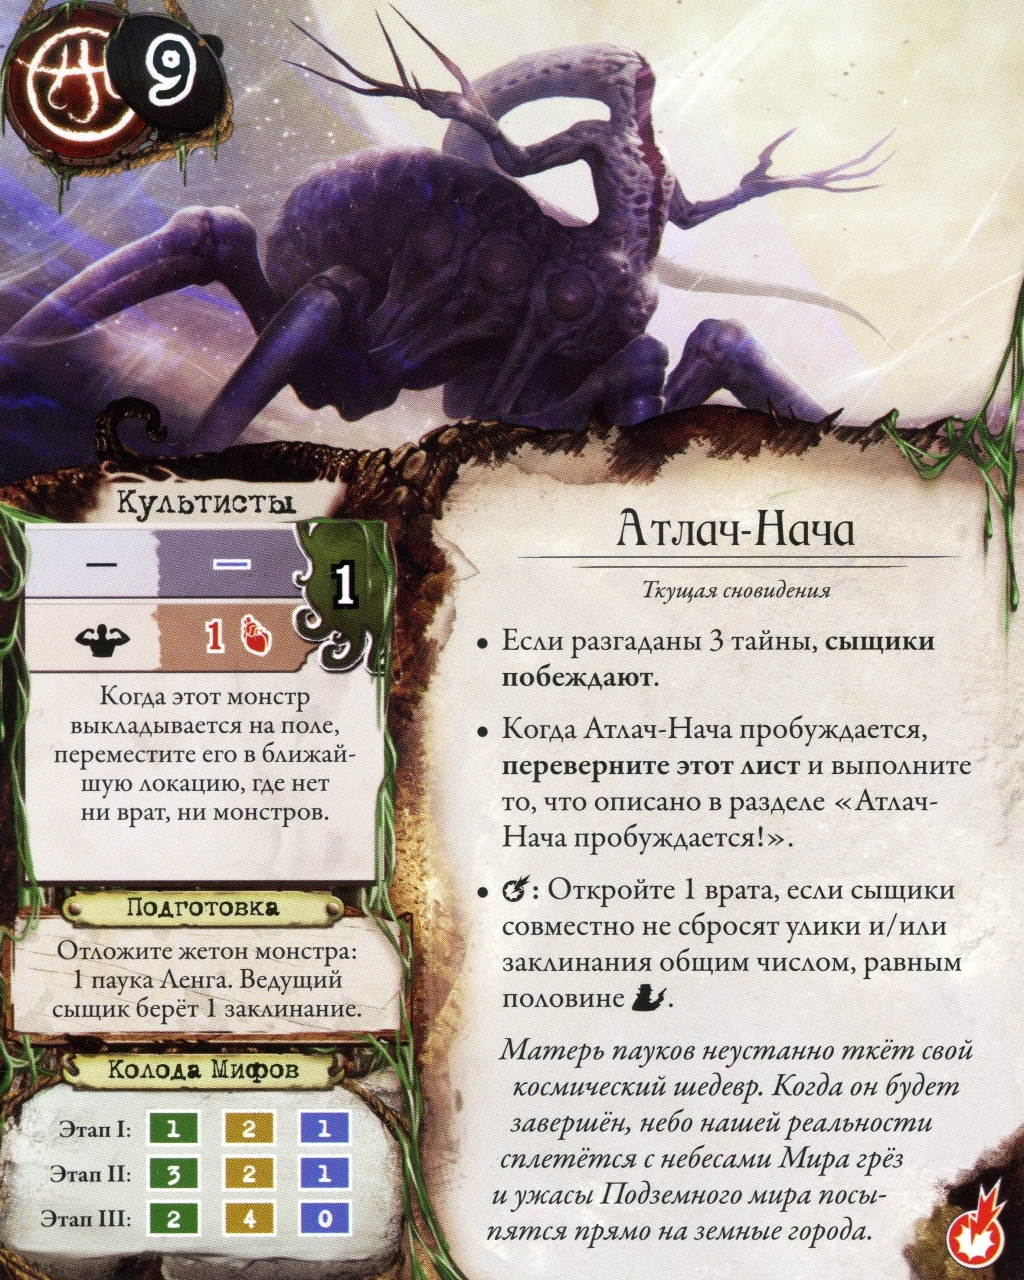 9
Культисты
— — 1
1
Когда этот монстр
выкладывается на поле,
переместите его в ближай-
шую локацию, где нет
ни врат, ни монстров.
Подготовка
Отложите жетон монстра:
1 паука Ленга. Ведущий
сыщик берёт 1 заклинание.
Колода Мифов
Этап I: 1 2 1
Этап II: 3 2 1
Этап III: 2 4 0
Атлач-Нача
Ткущая сновидения
• Если разгаданы 3 тайны, сыщики
победждают.
• Когда Атлач-Нача пробуждается,
переверните этот лист и выполните
то, что описано в разделе «Атлач-
Нача пробуждается!».
• : Откройте 1 врата, если сыщики
совместно не сбросят улики и/или
заклинания общим числом, равным
половине .
Матерь пауков неустанно ткёт свой
космический шедевр. Когда он будет
завершён, небо нашей реальности
сплетётся с небесами Мира грёз
и ужасы Подземного мира посы-
пятся прямо на земные города.